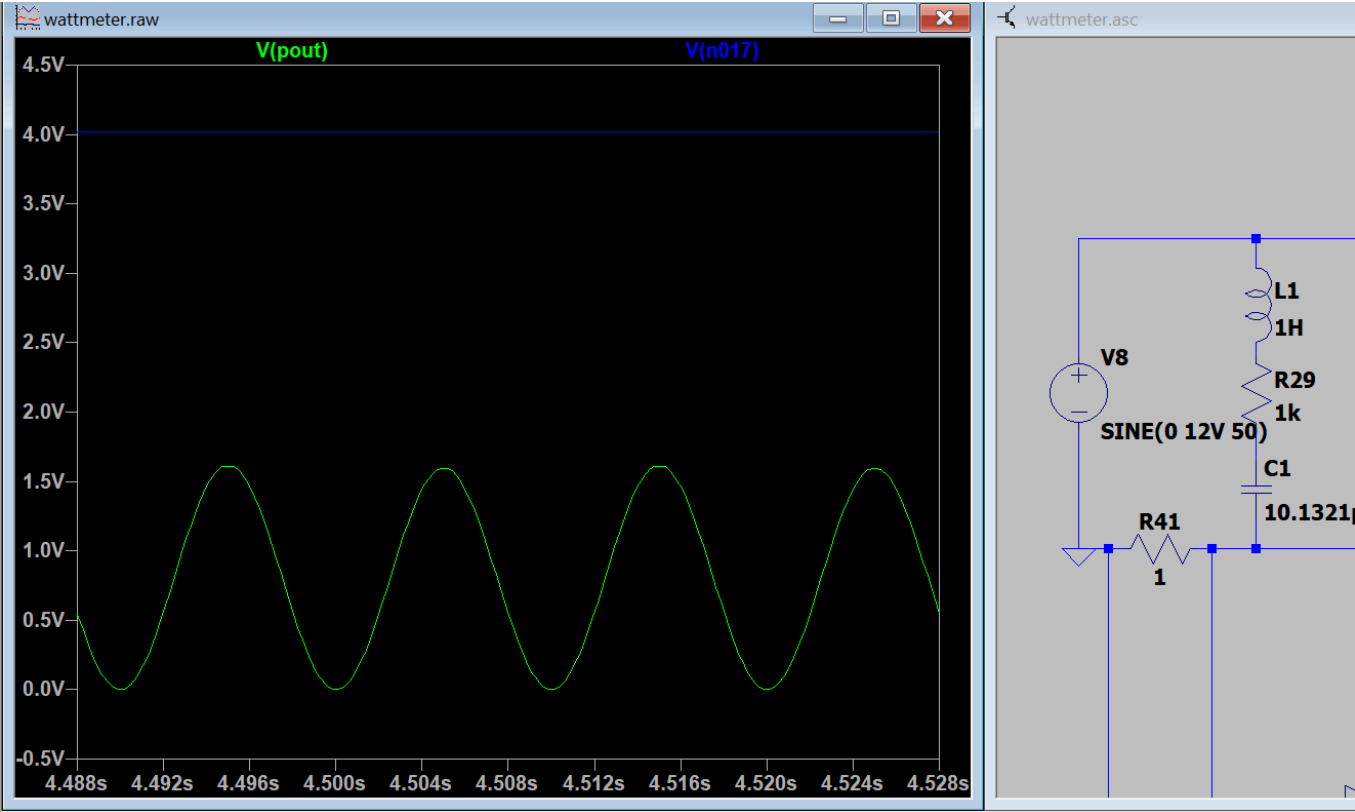 wattmeter.raw
V(pout)
V(n017)
4.5V
4.0V
3.5V
3.0V
2.5V
2.0V
1.5V
1.0V
0.5V
0.0V
-0.5V
4.488s 4.492s 4.496s 4.500s 4.504s 4.508s 4.512s 4.516s 4.520s 4.524s 4.528s
wattmeter.asc
L1
1H
V8
R29
1k
SINE(0 12V 50)
C1
10.1321µ
R41
1